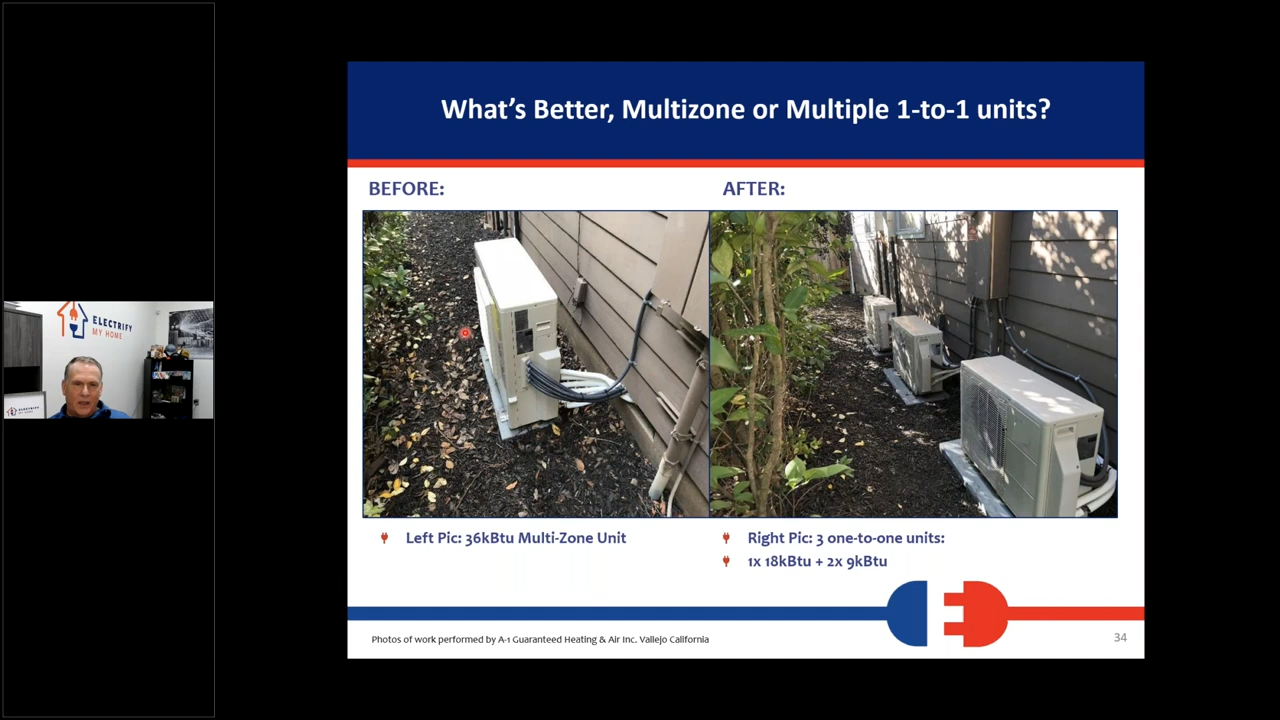 What's Better, Multizone or Multiple 1-to-1 units?
BEFORE:
AFTER:
Left Pic: 36kBtu Multi-Zone Unit
Right Pic: 3 one-to-one units:
1x 18kBtu + 2x 9kBtu
Photos of work performed by A-1 Guaranteed Heating & Air Inc. Vallejo California
34
ELECTRIFY
MY HOME
ELECTRIFY